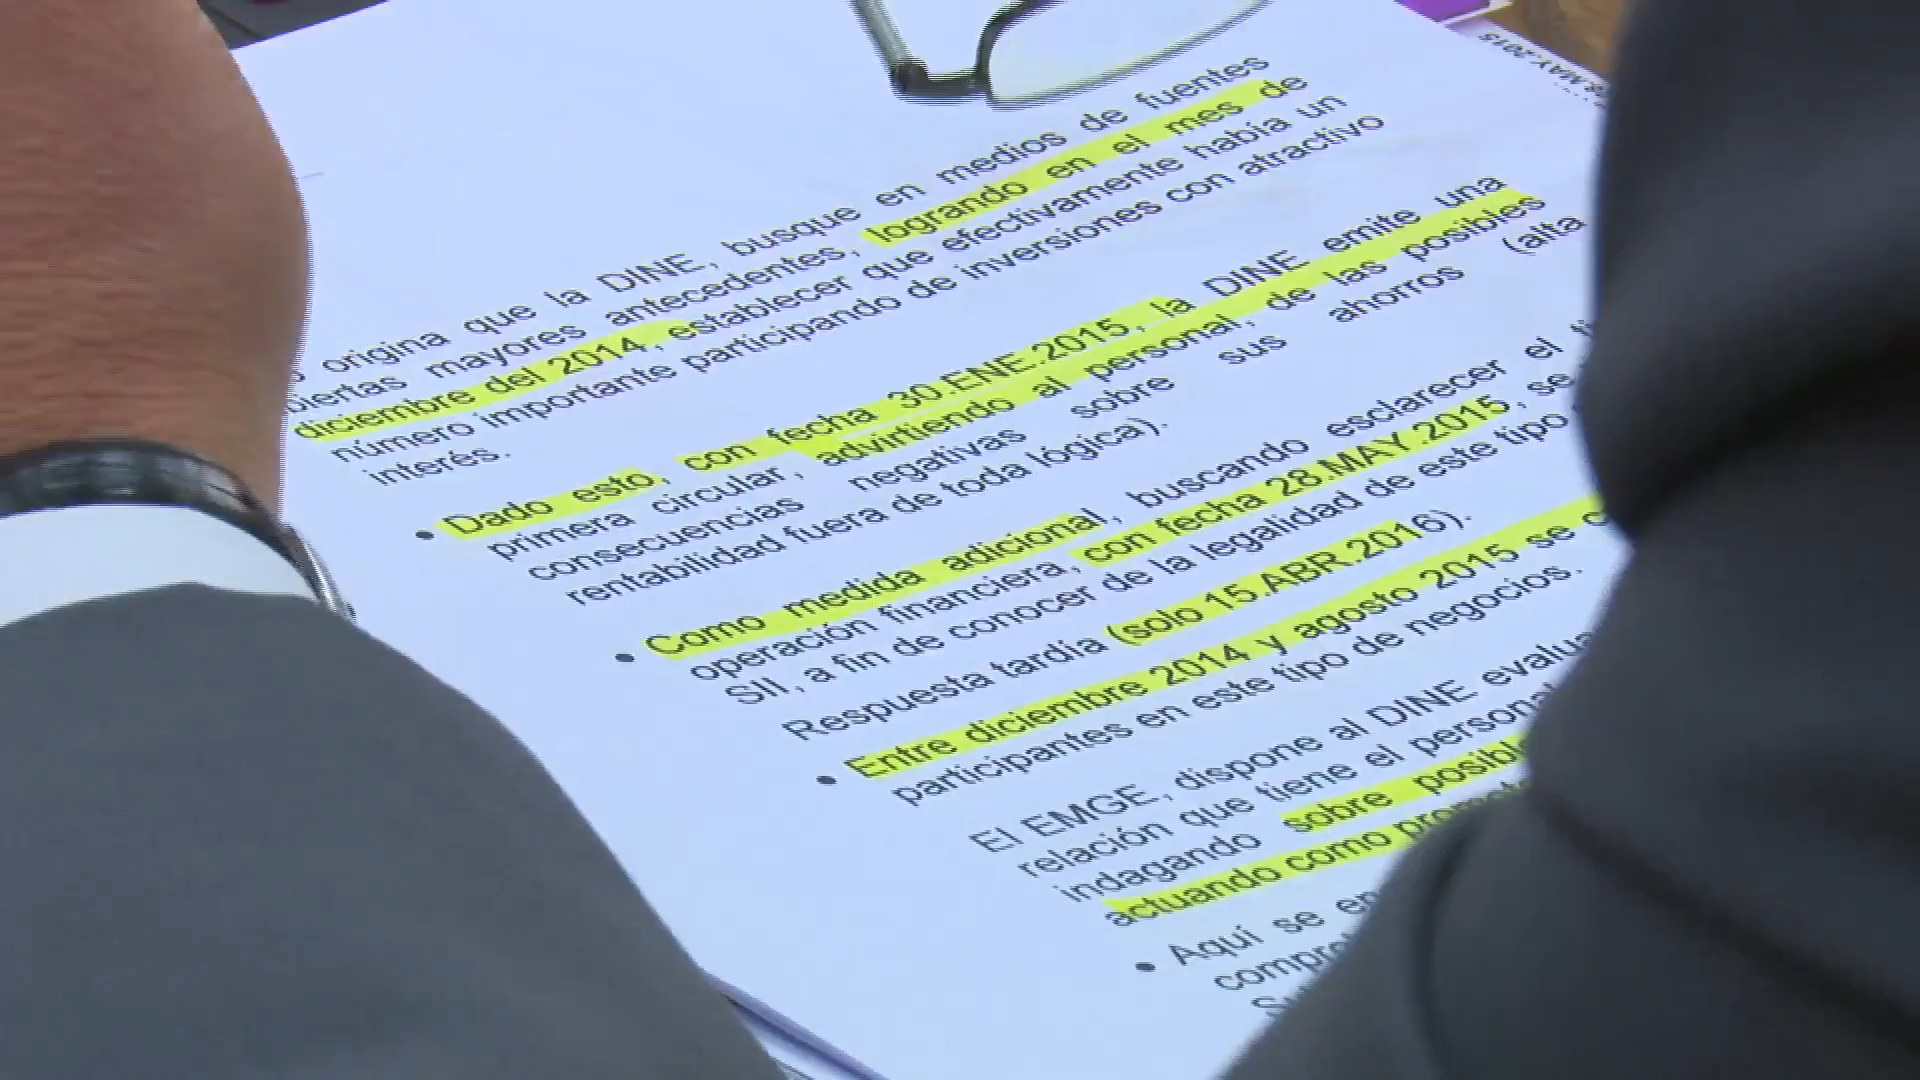 origina que la DINE, busque en medios de fuentes
biertas mayores antecedentes, logrando en el mes de
diciembre del 2014, establecer que efectivamente había un
número importante participando de inversiones con atractivo
interés.
• Dado esto, con fecha 30.ENE.2015, la DINE emite una
primera circular, advirtiendo al personal, de las posibles
consecuencias negativas sobre sus ahorros (alta
rentabilidad fuera de toda lógica).
• Como medida adicional, buscando esclarecer el
operación financiera, con fecha 28.MAY.2015, se
SII, a fin de conocer de la legalidad de este tipo
Respuesta tardía (solo 15.ABR.2016).
• Entre diciembre 2014 y agosto 2015 se
participantes en este tipo de negocios.
El EMGE, dispone al DINE evalu
relación que tiene el personal
indagando sobre posibl
actuando como
• Aquí se en
MAY.2015